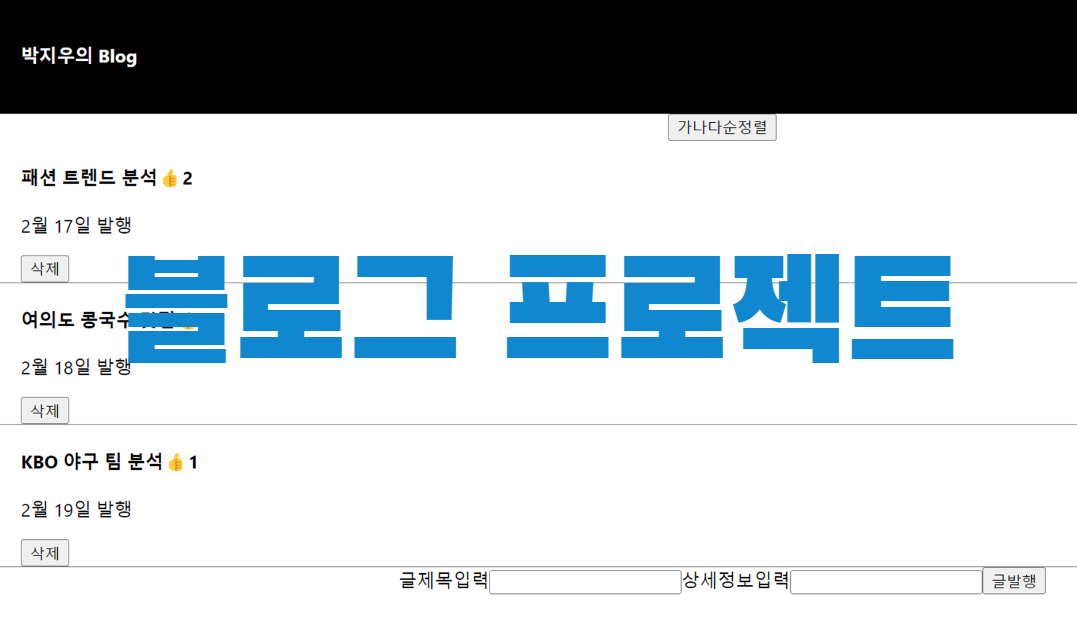 박지우의 Blog
가나다순정렬
패션 트렌드 분석👍 2
2월 17일 발행
삭제
블로그 프로젝트
여의도 콩국수
2월 18일 발행
삭제
KBO 야구 팀 분석👍 1
2월 19일 발행
삭제
글제목입력 상세정보입력 글발행